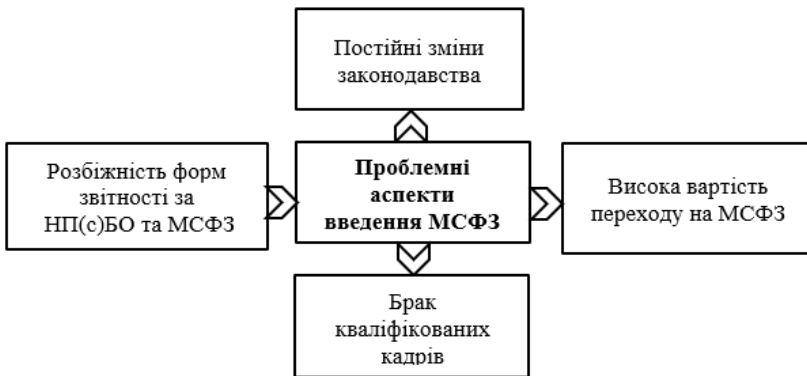 Постійні зміни
законодавства
Розбіжність форм
звітності за
НП(с)БО та МСФЗ
Проблемні
аспекти
введення МСФЗ
Висока вартість
переходу на МСФЗ
Брак
кваліфікованих
кадрів